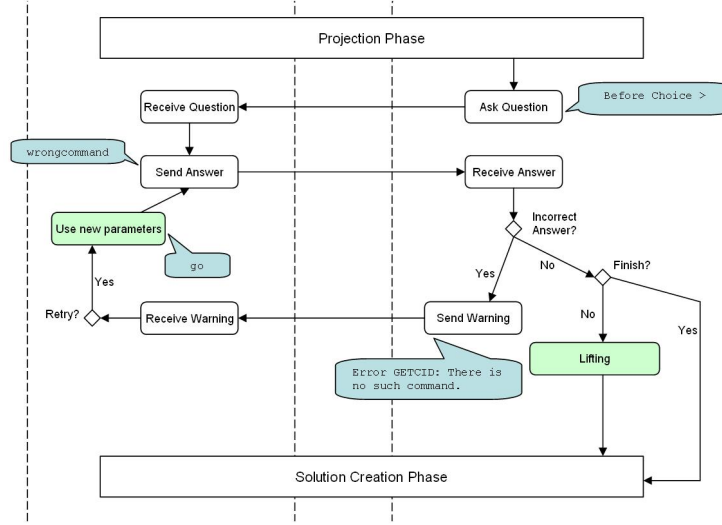 Projection Phase
Receive Question
Ask Question
Before Choice >
wrongcommand
Send Answer
Receive Answer
Use new parameters
go
Incorrect
Answer?
Yes
No
Finish?
Yes
Retry?
Receive Warning
Send Warning
No
Yes
Error GETCID: There is
no such command.
Lifting
Solution Creation Phase